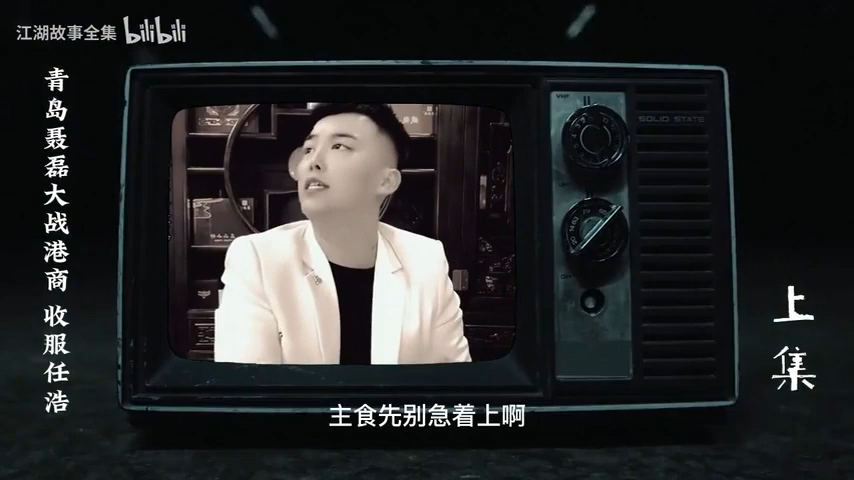 江湖故事全集 bilibili
青岛聂磊大战港商 收服任浩
VHF
SOLID STATE
上集
主食先别急着上啊